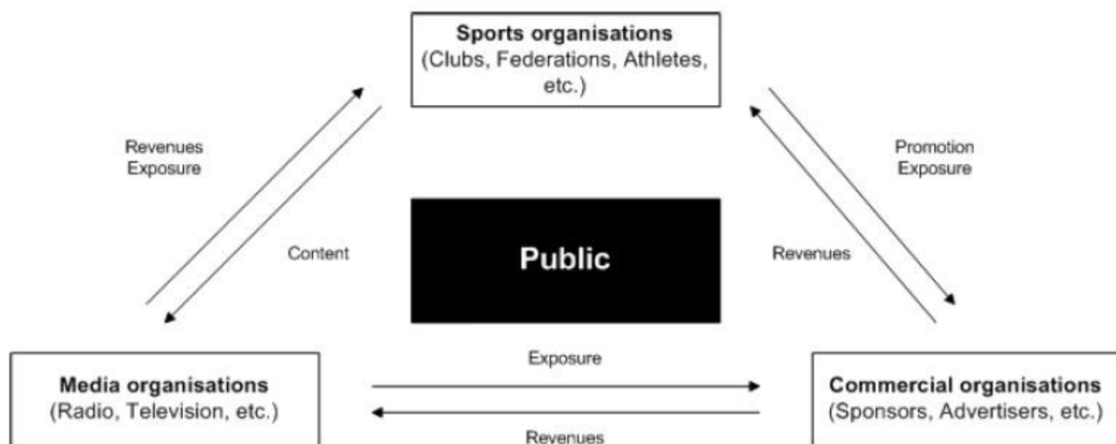 Sports organisations
(Clubs, Federations, Athletes,
etc.)
Revenues
Exposure
Promotion
Exposure
Content
Public
Revenues
Exposure
Media organisations
(Radio, Television, etc.)
Commercial organisations
(Sponsors, Advertisers, etc.)
Revenues